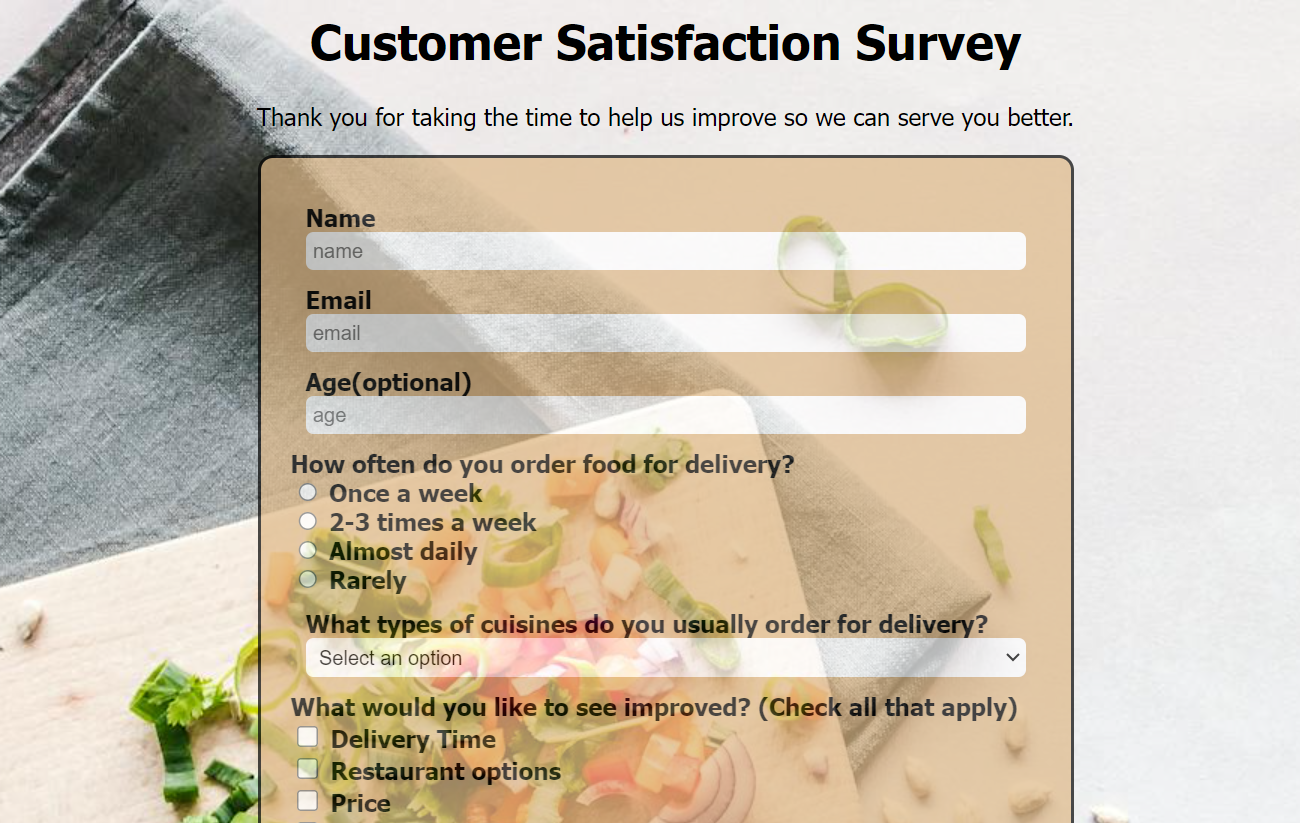 Customer Satisfaction Survey
Thank you for taking the time to help us improve so we can serve you better.
Name
name
Email
email
Age(optional)
age
How often do you order food for delivery?
Once a week
2-3 times a week
Almost daily
Rarely
What types of cuisines do you usually order for delivery?
Select an option
What would you like to see improved? (Check all that apply)
Delivery Time
Restaurant options
Price